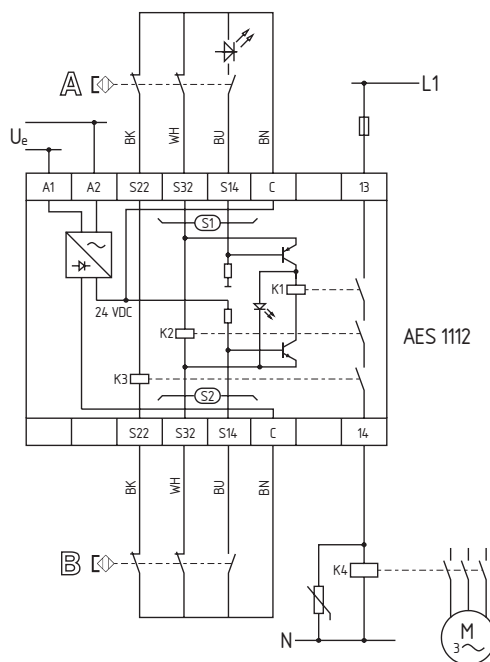 L1
A
BK
WH
BU
BN
Ue
A1 A2 S22 S32 S14 C 13
S1
K1
24 VDC
K2
AES 1112
K3
S2
S22 S32 S14 C 14
BK
WH
BU
BN
B
K4
M
3
N